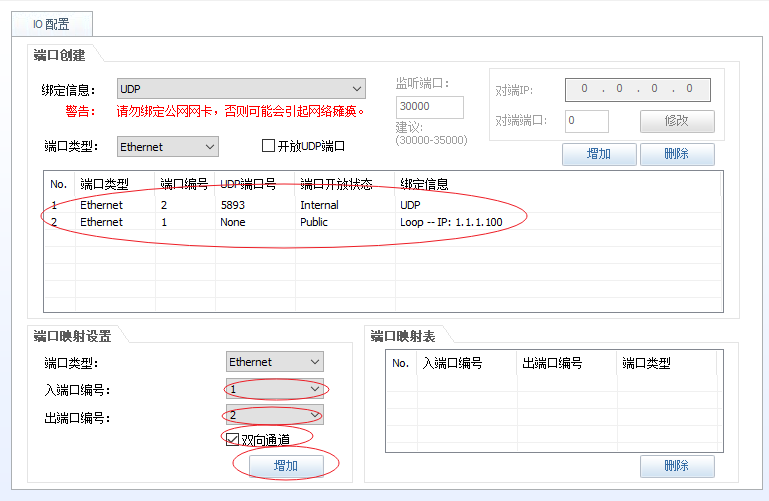 IO 配置
端口创建
绑定信息： UDP
警告： 请勿绑定公网网卡，否则可能会引起网络瘫痪。
端口类型： Ethernet 开放UDP端口
监听端口：
30000
建议:
(30000-35000)
对端IP: 0 . 0 . 0 . 0
对端端口: 0 修改
增加 删除
No. 端口类型 端口编号 UDP端口号 端口开放状态 绑定信息
1 Ethernet 2 5893 Internal UDP
2 Ethernet 1 None Public Loop -- IP: 1.1.1.100
端口映射设置
端口类型： Ethernet
入端口编号： 1
出端口编号： 2
双向通道
增加
端口映射表
No. 入端口编号 出端口编号 端口类型
删除